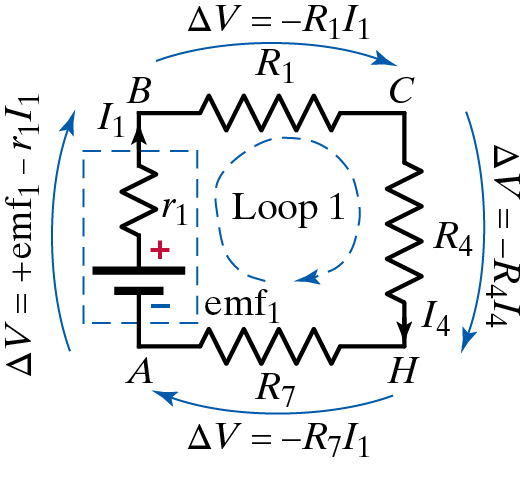 ΔV = −R₁I₁
R₁
B
C
I₁
ΔV = +emf₁ − r₁I₁
r₁
+
Loop 1
R₄
ΔV = −R₄I₄
−
emf₁
I₄
A
R₇
H
ΔV = −R₇I₁